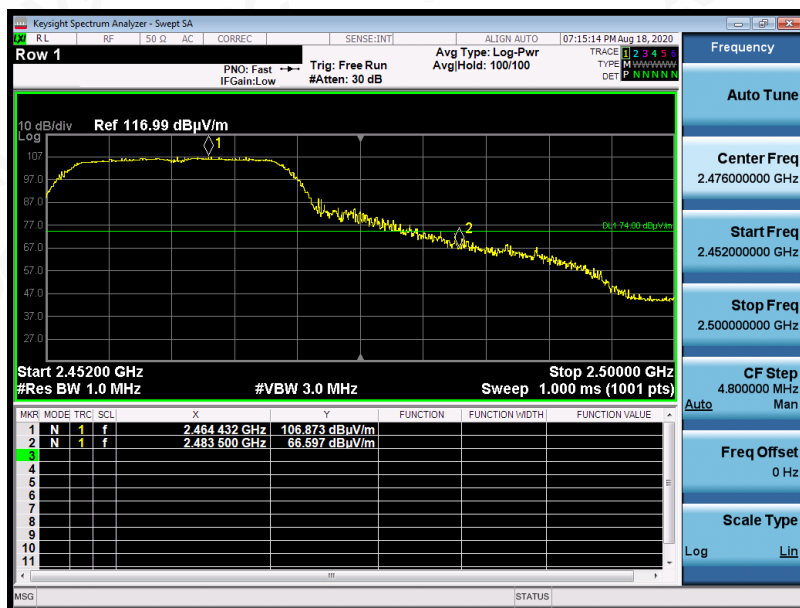 Keysight Spectrum Analyzer - Swept SA
LXI RL RF 50 Ω AC CORREC SENSE:INT ALIGN AUTO 07:15:14 PM Aug 18, 2020
Row 1
PNO: Fast
IFGain:Low
Trig: Free Run
#Atten: 30 dB
Avg Type: Log-Pwr
Avg|Hold: 100/100
TRACE 1 2 3 4 5 6
TYPE M W W W W W
DET P N N N N N
10 dB/div Ref 116.99 dBµV/m
Log
1
107
97.0
87.0
77.0
DL1 74.00 dBµV/m
2
67.0
57.0
47.0
37.0
27.0
Start 2.45200 GHz Stop 2.50000 GHz
#Res BW 1.0 MHz #VBW 3.0 MHz Sweep 1.000 ms (1001 pts)
MKR MODE TRC SCL X Y FUNCTION FUNCTION WIDTH FUNCTION VALUE
1 N 1 f 2.464 432 GHz 106.873 dBµV/m
2 N 1 f 2.483 500 GHz 66.597 dBµV/m
3
4
5
6
7
8
9
10
11
MSG STATUS
Frequency
Auto Tune
Center Freq
2.476000000 GHz
Start Freq
2.452000000 GHz
Stop Freq
2.500000000 GHz
CF Step
4.800000 MHz
Auto Man
Freq Offset
0 Hz
Scale Type
Log Lin